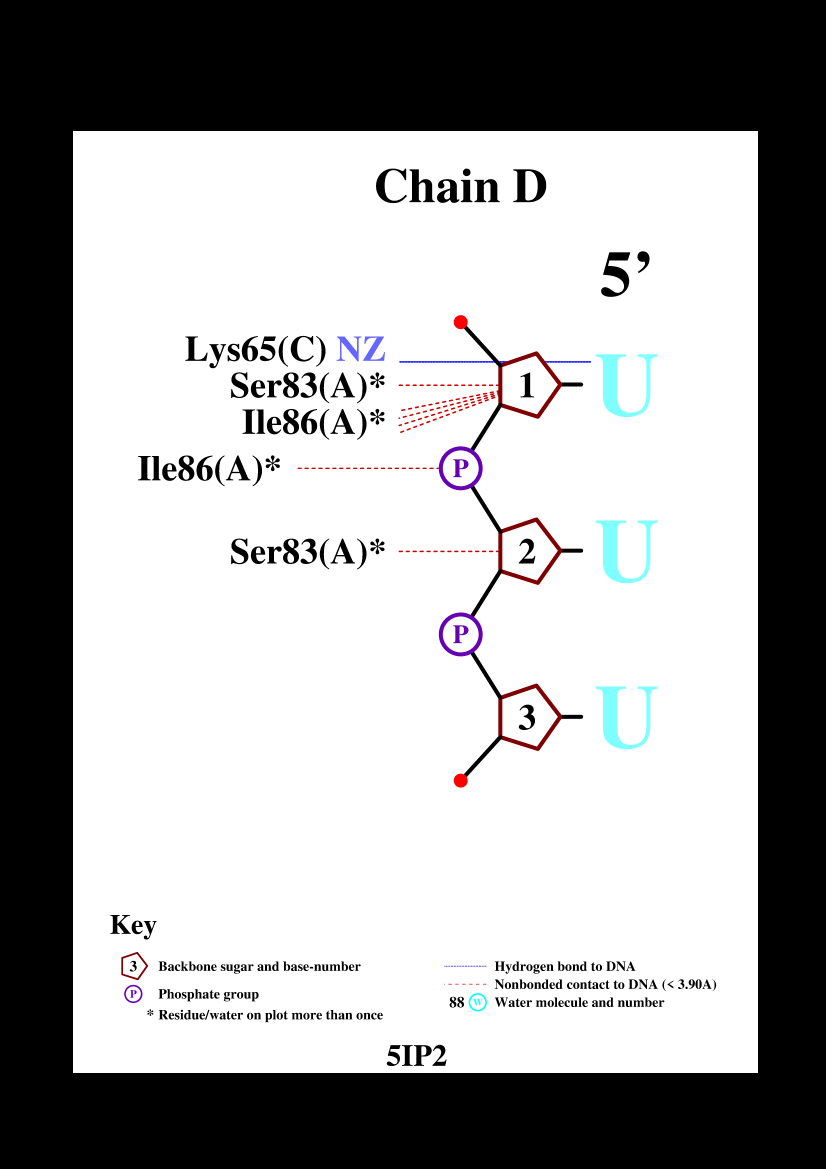 Chain D
5’
Lys65(C) NZ
Ser83(A)*
1 U
Ile86(A)*
Ile86(A)* P
Ser83(A)* 2 U
P
3 U
Key
3 Backbone sugar and base-number
P Phosphate group
* Residue/water on plot more than once
Hydrogen bond to DNA
Nonbonded contact to DNA (< 3.90A)
88 W Water molecule and number
5IP2